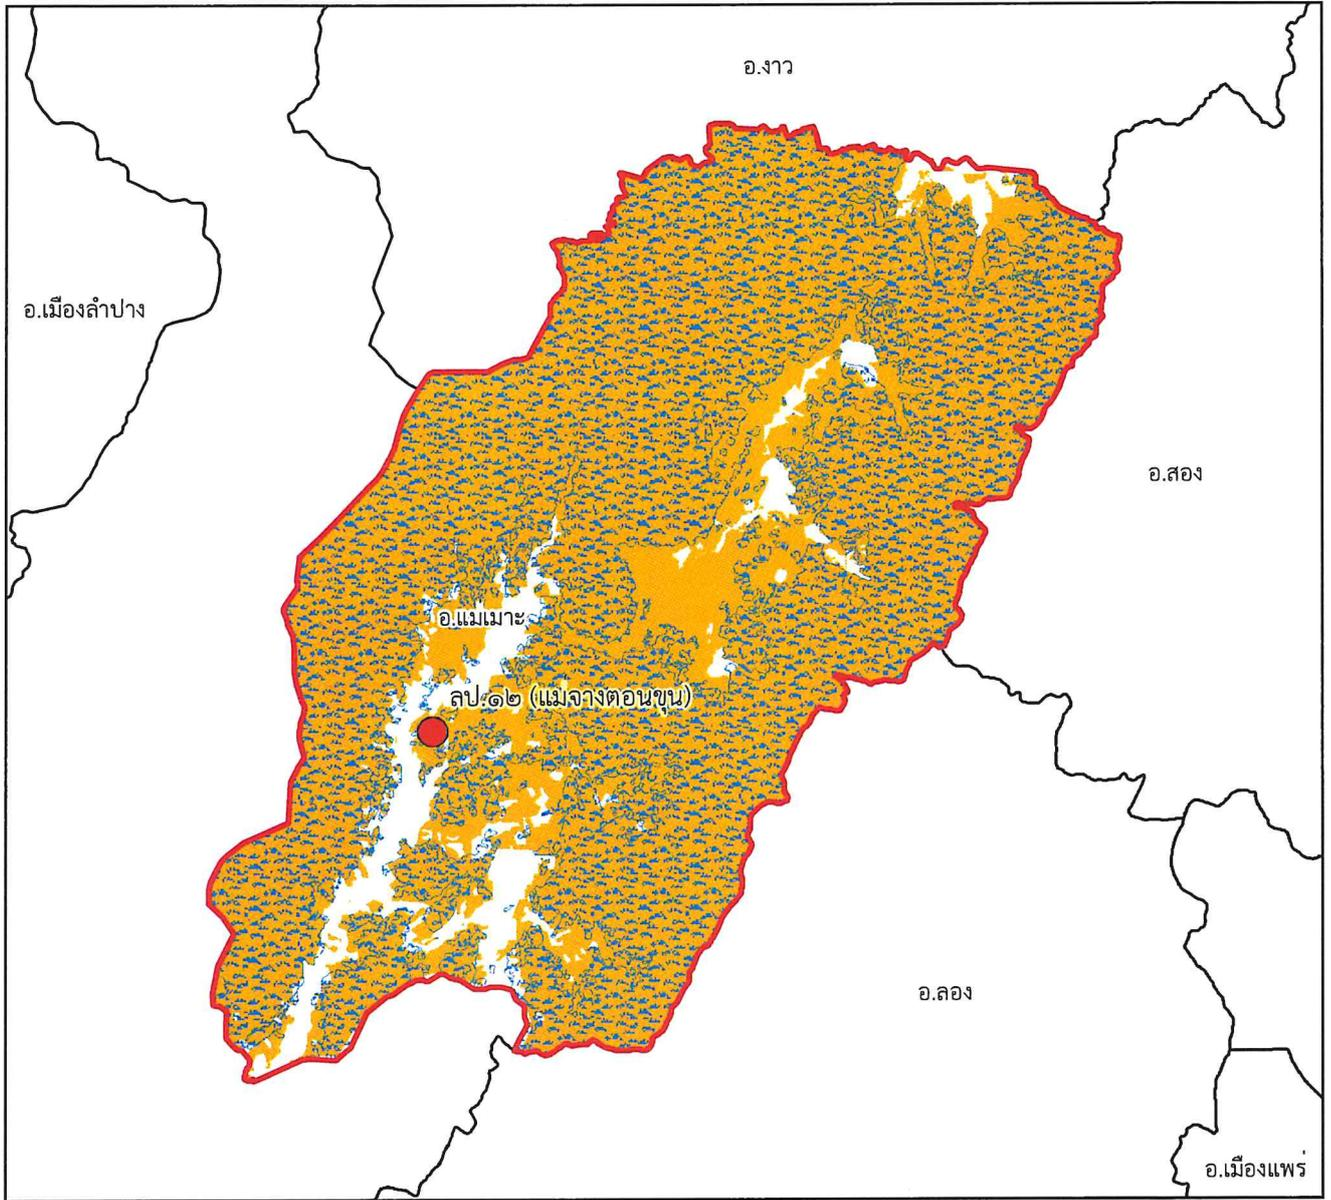 อ.งาว
อ.เมืองลำปาง
อ.สอง
อ.แม่เมาะ
ลป.๑๒ (แม่จางตอนขุน)
อ.ลอง
อ.เมืองแพร่